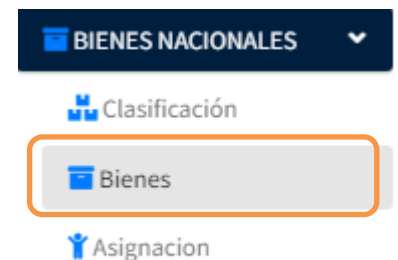 BIENES NACIONALES
Clasificación
Bienes
Asignacion